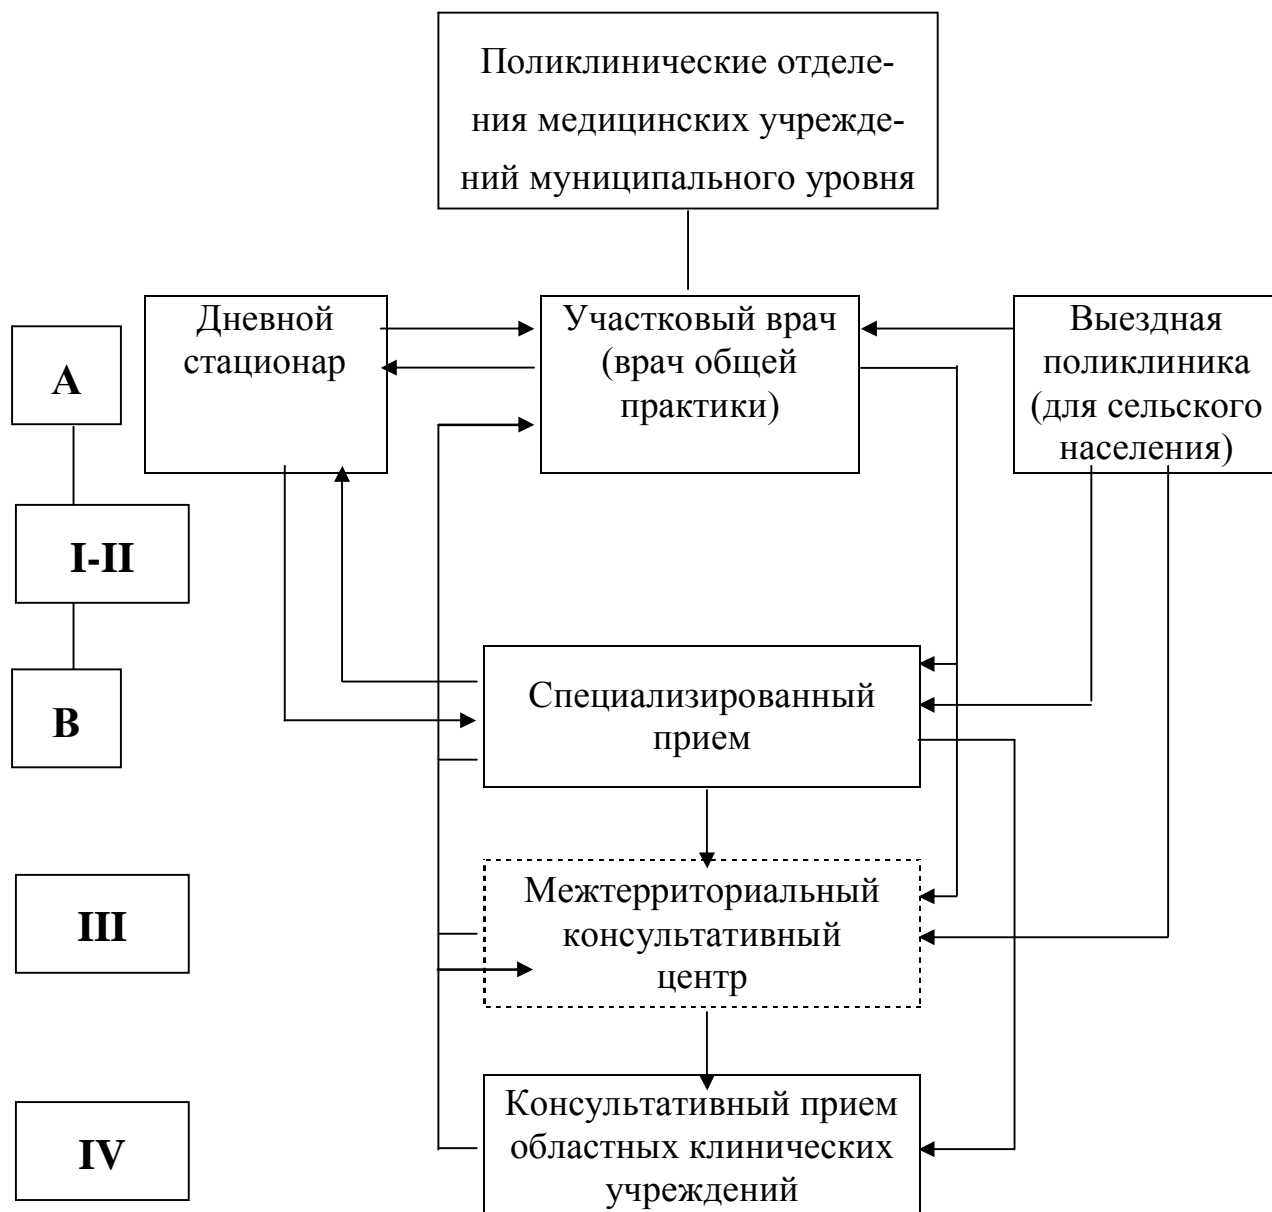 Поликлинические отделе-
ния медицинских учрежде-
ний муниципального уровня
Дневной
стационар
Участковый врач
(врач общей
практики)
Выездная
поликлиника
(для сельского
населения)
A
I-II
B
Специализированный
прием
III
Межтерриториальный
консультативный
центр
IV
Консультативный прием
областных клинических
учреждений